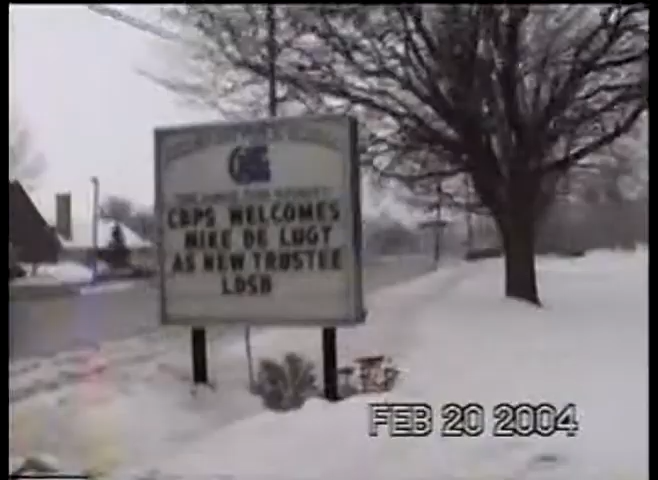 CBPS WELCOMES
MIKE DE LUGT
AS NEW TRUSTEE
LDSB
FEB 20 2004